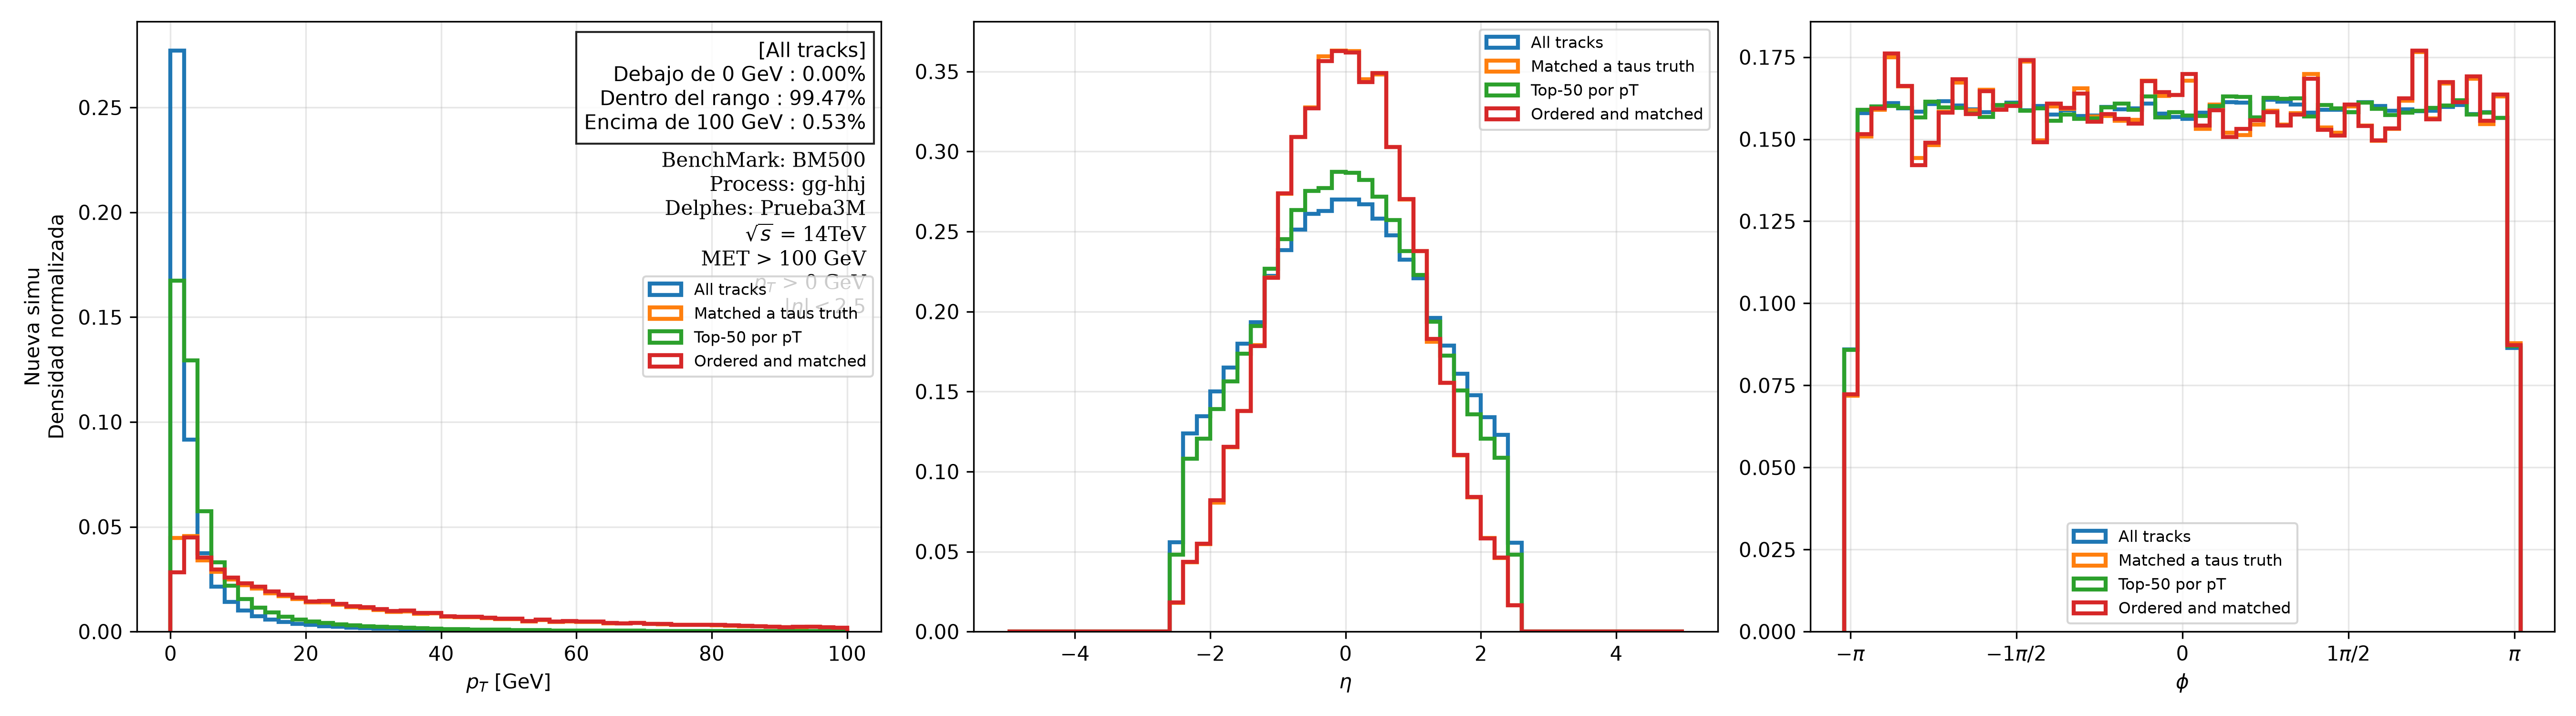 Nueva simu
Densidad normalizada
0.25
0.20
0.15
0.10
0.05
0.00
[All tracks]
Debajo de 0 GeV : 0.00%
Dentro del rango : 99.47%
Encima de 100 GeV : 0.53%
BenchMark: BM500
Process: gg-hhj
Delphes: Prueba3M
√s = 14TeV
MET > 100 GeV
p_T > 0 GeV
|η| < 2.5
All tracks
Matched a taus truth
Top-50 por pT
Ordered and matched
0 20 40 60 80 100
p_T [GeV]
0.35
0.30
0.25
0.20
0.15
0.10
0.05
0.00
All tracks
Matched a taus truth
Top-50 por pT
Ordered and matched
−4 −2 0 2 4
η
0.175
0.150
0.125
0.100
0.075
0.050
0.025
0.000
All tracks
Matched a taus truth
Top-50 por pT
Ordered and matched
−π −1π/2 0 1π/2 π
ϕ